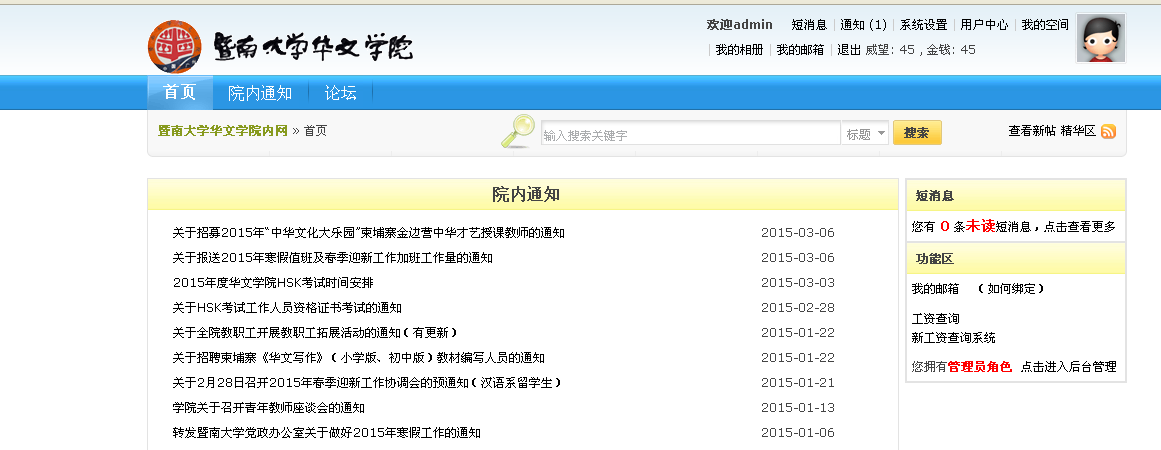 暨南大学华文学院
欢迎admin 短消息 通知 (1) 系统设置 用户中心 我的空间
我的相册 我的邮箱 退出 威望: 45 , 金钱: 45
首页 院内通知 论坛
暨南大学华文学院内网 » 首页
输入搜索关键字 标题 搜索
查看新帖 精华区
院内通知
关于招募2015年“中华文化大乐园”柬埔寨金边营中华才艺授课教师的通知 2015-03-06
关于报送2015年寒假值班及春季迎新工作加班工作量的通知 2015-03-06
2015年度华文学院HSK考试时间安排 2015-03-03
关于HSK考试工作人员资格证书考试的通知 2015-02-28
关于全院教职工开展教职工拓展活动的通知（有更新） 2015-01-22
关于招聘柬埔寨《华文写作》（小学版、初中版）教材编写人员的通知 2015-01-22
关于2月28日召开2015年春季迎新工作协调会的预通知（汉语系留学生） 2015-01-21
学院关于召开青年教师座谈会的通知 2015-01-13
转发暨南大学党政办公室关于做好2015年寒假工作的通知 2015-01-06
短消息
您有 0 条未读短消息，点击查看更多
功能区
我的邮箱 （如何绑定）
工资查询
新工资查询系统
您拥有管理员角色 点击进入后台管理